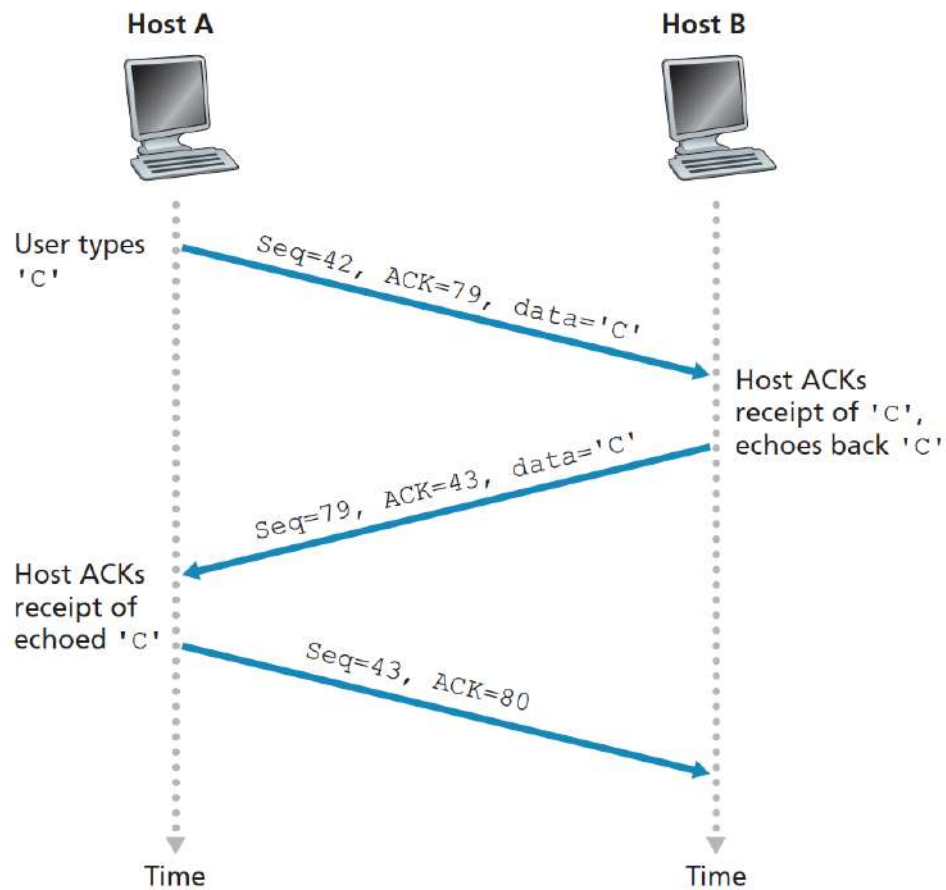 Host A
Host B
User types
'C'
Seq=42, ACK=79, data='C'
Host ACKs
receipt of 'C',
echoes back 'C'
Seq=79, ACK=43, data='C'
Host ACKs
receipt of
echoed 'C'
Seq=43, ACK=80
Time
Time